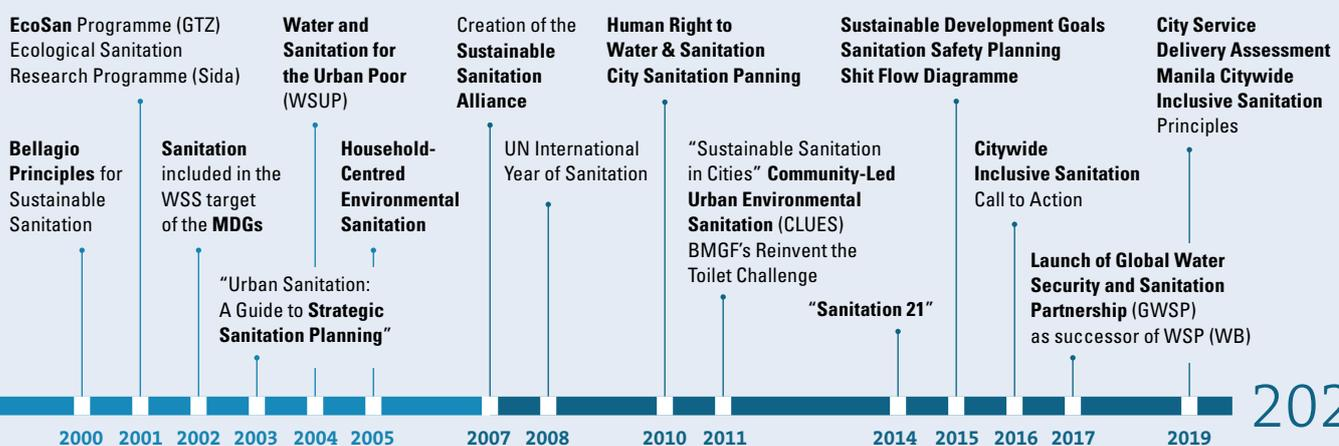 EcoSan Programme (GTZ)
Ecological Sanitation
Research Programme (Sida)
Water and
Sanitation for
the Urban Poor
(WSUP)
Creation of the
Sustainable
Sanitation
Alliance
Human Right to
Water & Sanitation
City Sanitation Panning
Sustainable Development Goals
Sanitation Safety Planning
Shit Flow Diagramme
City Service
Delivery Assessment
Manila Citywide
Inclusive Sanitation
Principles
Bellagio
Principles for
Sustainable
Sanitation
Sanitation
included in the
WSS target
of the MDGs
Household-
Centred
Environmental
Sanitation
UN International
Year of Sanitation
“Sustainable Sanitation
in Cities” Community-Led
Urban Environmental
Sanitation (CLUES)
BMGF’s Reinvent the
Toilet Challenge
Citywide
Inclusive Sanitation
Call to Action
“Urban Sanitation:
A Guide to Strategic
Sanitation Planning”
“Sanitation 21”
Launch of Global Water
Security and Sanitation
Partnership (GWSP)
as successor of WSP (WB)
202
2000 2001 2002 2003 2004 2005 2007 2008 2010 2011 2014 2015 2016 2017 2019